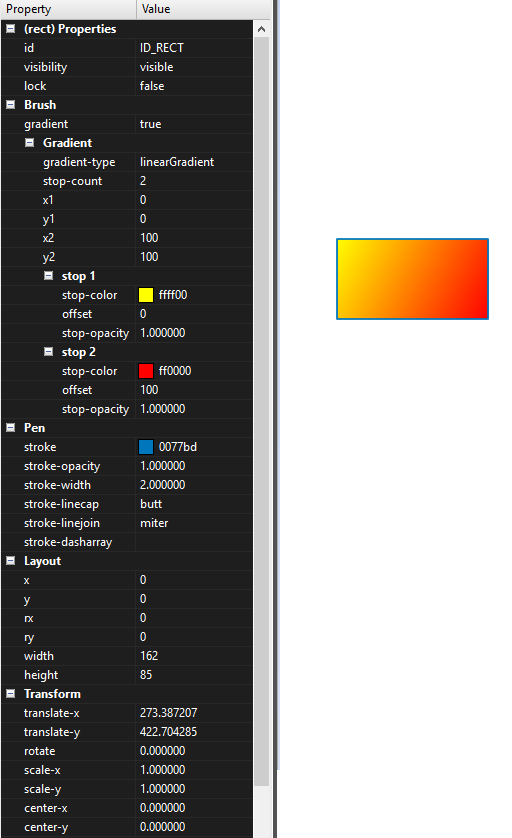 Property Value
(rect) Properties
id ID_RECT
visibility visible
lock false
Brush
gradient true
Gradient
gradient-type linearGradient
stop-count 2
x1 0
y1 0
x2 100
y2 100
stop 1
stop-color ffff00
offset 0
stop-opacity 1.000000
stop 2
stop-color ff0000
offset 100
stop-opacity 1.000000
Pen
stroke 0077bd
stroke-opacity 1.000000
stroke-width 2.000000
stroke-linecap butt
stroke-linejoin miter
stroke-dasharray
Layout
x 0
y 0
rx 0
ry 0
width 162
height 85
Transform
translate-x 273.387207
translate-y 422.704285
rotate 0.000000
scale-x 1.000000
scale-y 1.000000
center-x 0.000000
center-y 0.000000